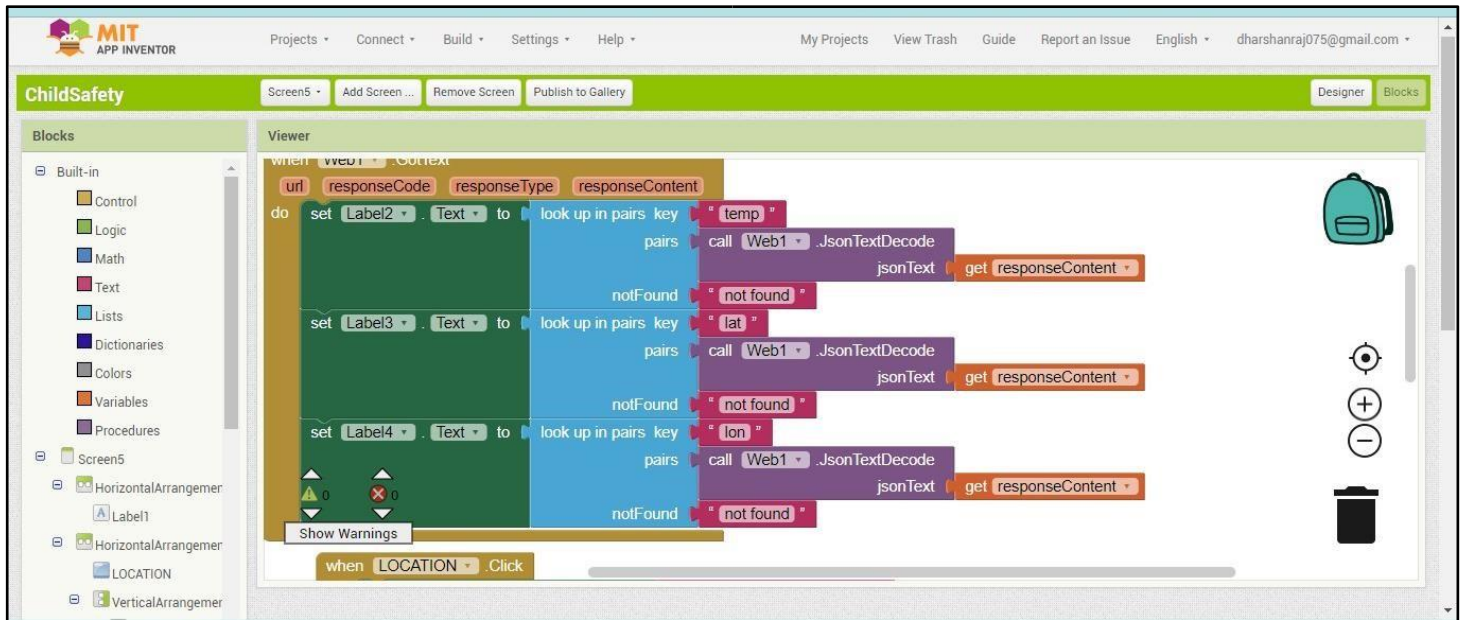 MIT
APP INVENTOR
Projects Connect Build Settings Help My Projects View Trash Guide Report an Issue English dharshanraj075@gmail.com
ChildSafety Screen5 Add Screen ... Remove Screen Publish to Gallery Designer Blocks
Blocks
Viewer
Built-in
Control
Logic
Math
Text
Lists
Dictionaries
Colors
Variables
Procedures
Screen5
HorizontalArrangemer
Label1
HorizontalArrangemer
LOCATION
VerticalArrangemer
when Web1 .GotText
url responseCode responseType responseContent
do set Label2 . Text to look up in pairs key " temp "
pairs call Web1 .JsonTextDecode
jsonText get responseContent
notFound " not found "
set Label3 . Text to look up in pairs key " lat "
pairs call Web1 .JsonTextDecode
jsonText get responseContent
notFound " not found "
set Label4 . Text to look up in pairs key " lon "
pairs call Web1 .JsonTextDecode
jsonText get responseContent
0 0
notFound " not found "
Show Warnings
when LOCATION .Click